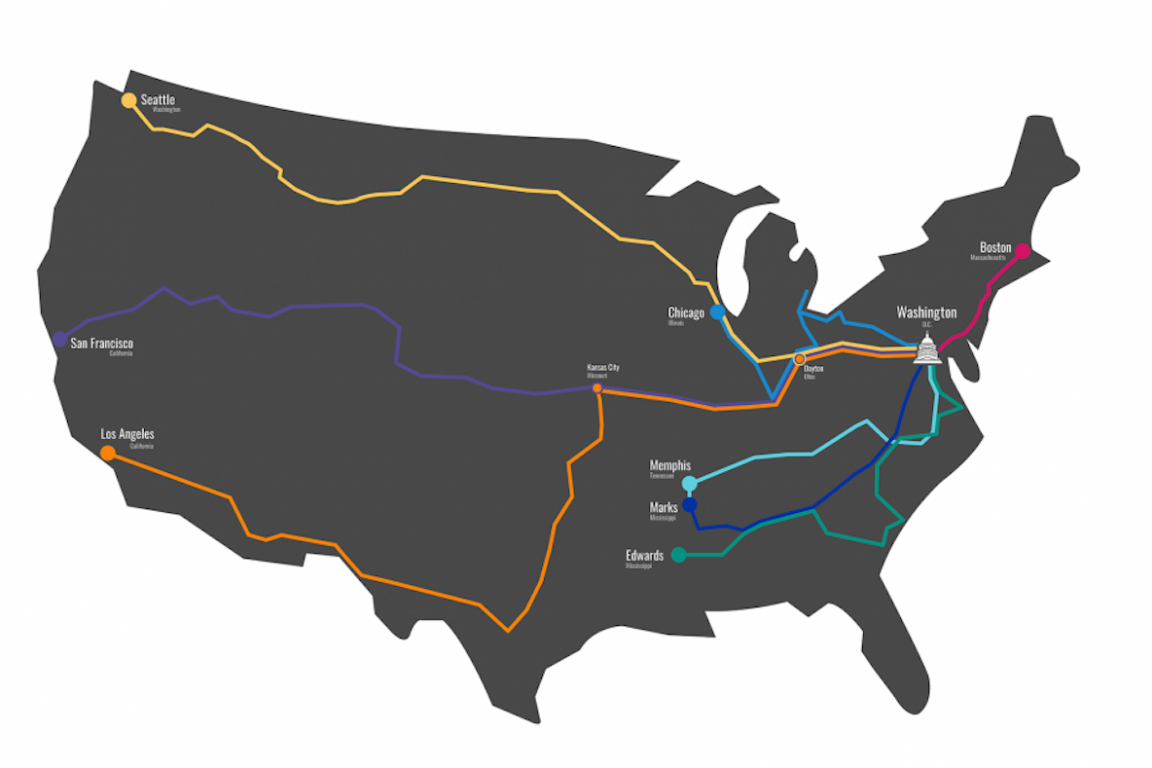 Seattle
Washington
Boston
Massachusetts
Chicago
Illinois
Washington
D.C.
San Francisco
California
Kansas City
Missouri
Dayton
Ohio
Los Angeles
California
Memphis
Tennessee
Marks
Mississippi
Edwards
Mississippi